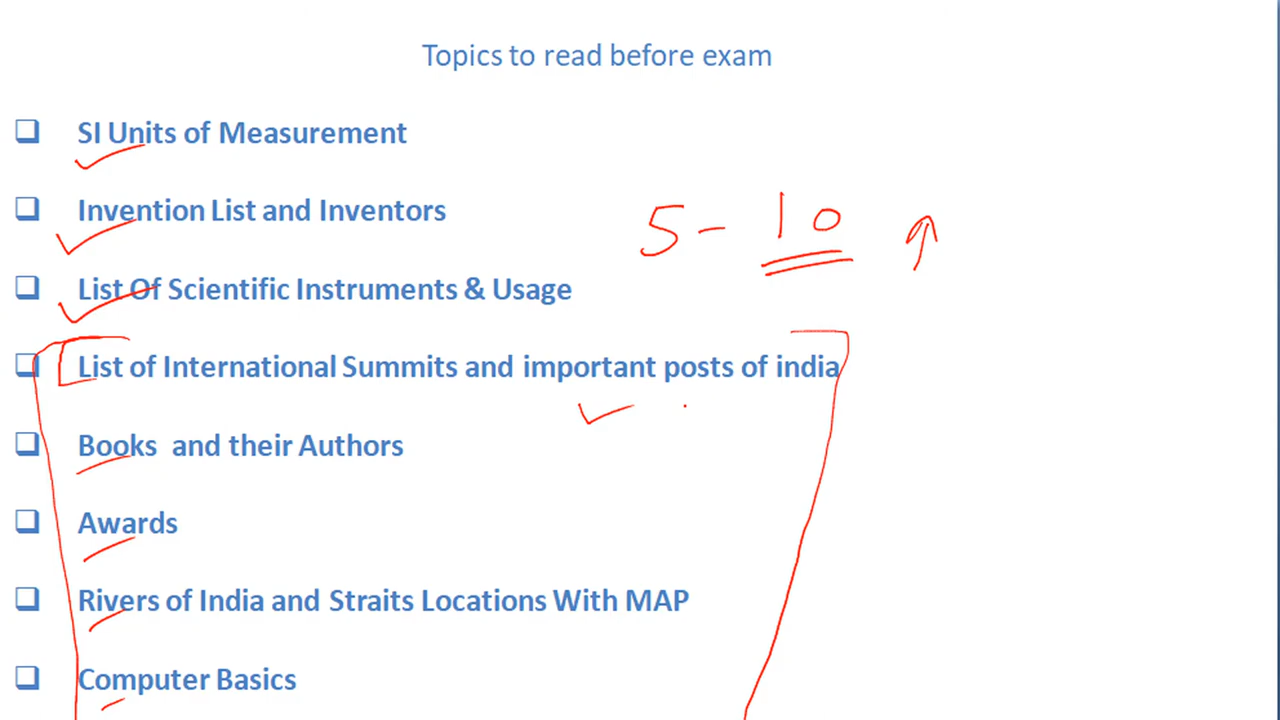 Topics to read before exam
SI Units of Measurement
Invention List and Inventors
5 - 10
List Of Scientific Instruments & Usage
List of International Summits and important posts of india
Books and their Authors
Awards
Rivers of India and Straits Locations With MAP
Computer Basics